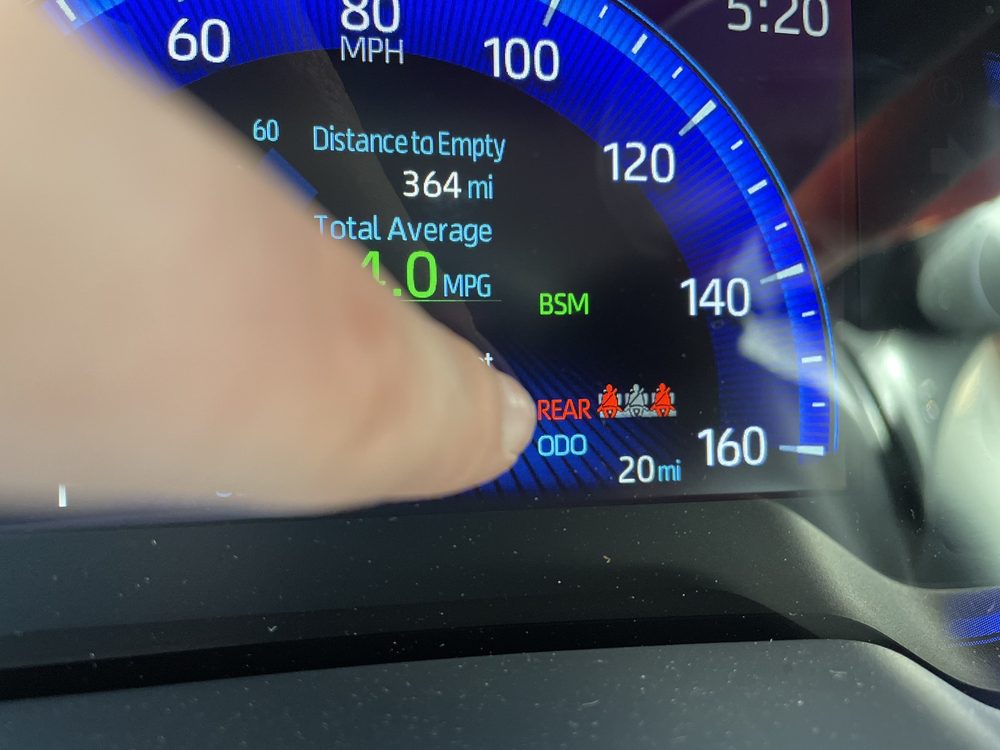 5:20
80
60
MPH
100
60
Distance to Empty
120
364 mi
Total Average
.0 MPG
140
BSM
REAR
ODO
160
20 mi